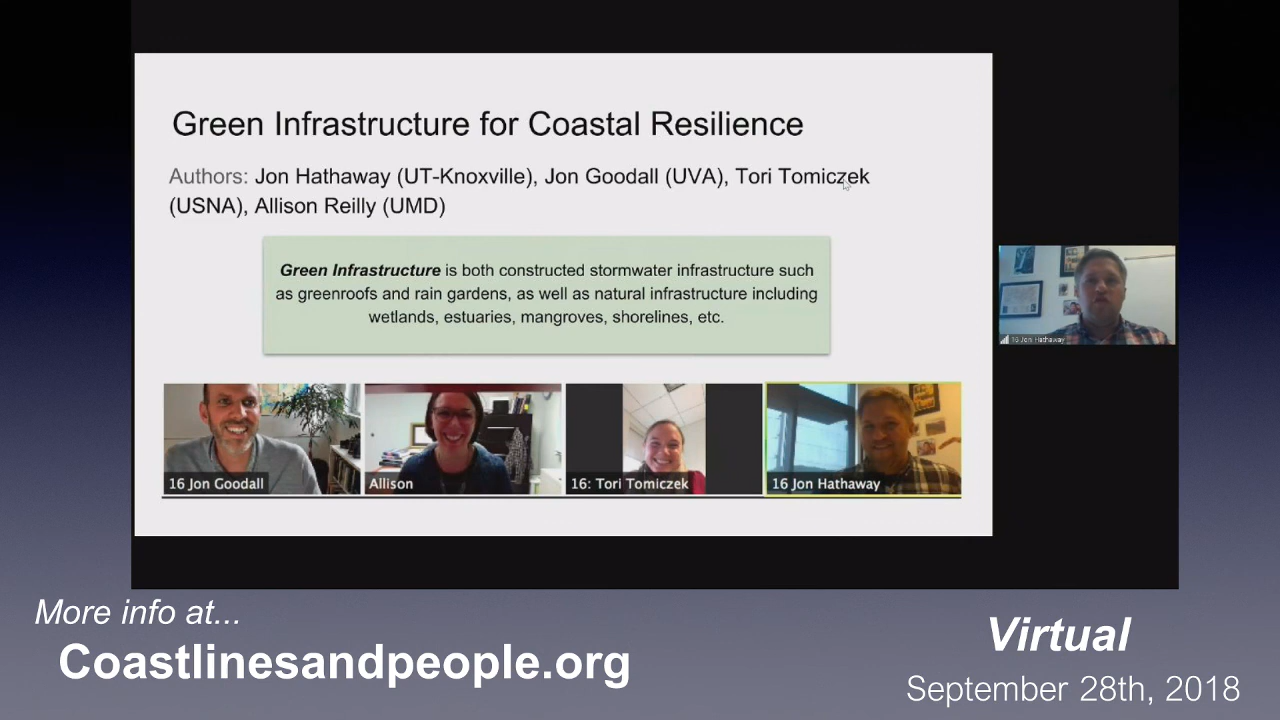 Green Infrastructure for Coastal Resilience
Authors: Jon Hathaway (UT-Knoxville), Jon Goodall (UVA), Tori Tomiczek
(USNA), Allison Reilly (UMD)
Green Infrastructure is both constructed stormwater infrastructure such
as greenroofs and rain gardens, as well as natural infrastructure including
wetlands, estuaries, mangroves, shorelines, etc.
16 Jon Hathaway
16 Jon Goodall
Allison
16: Tori Tomiczek
16 Jon Hathaway
More info at...
Coastlinesandpeople.org
Virtual
September 28th, 2018